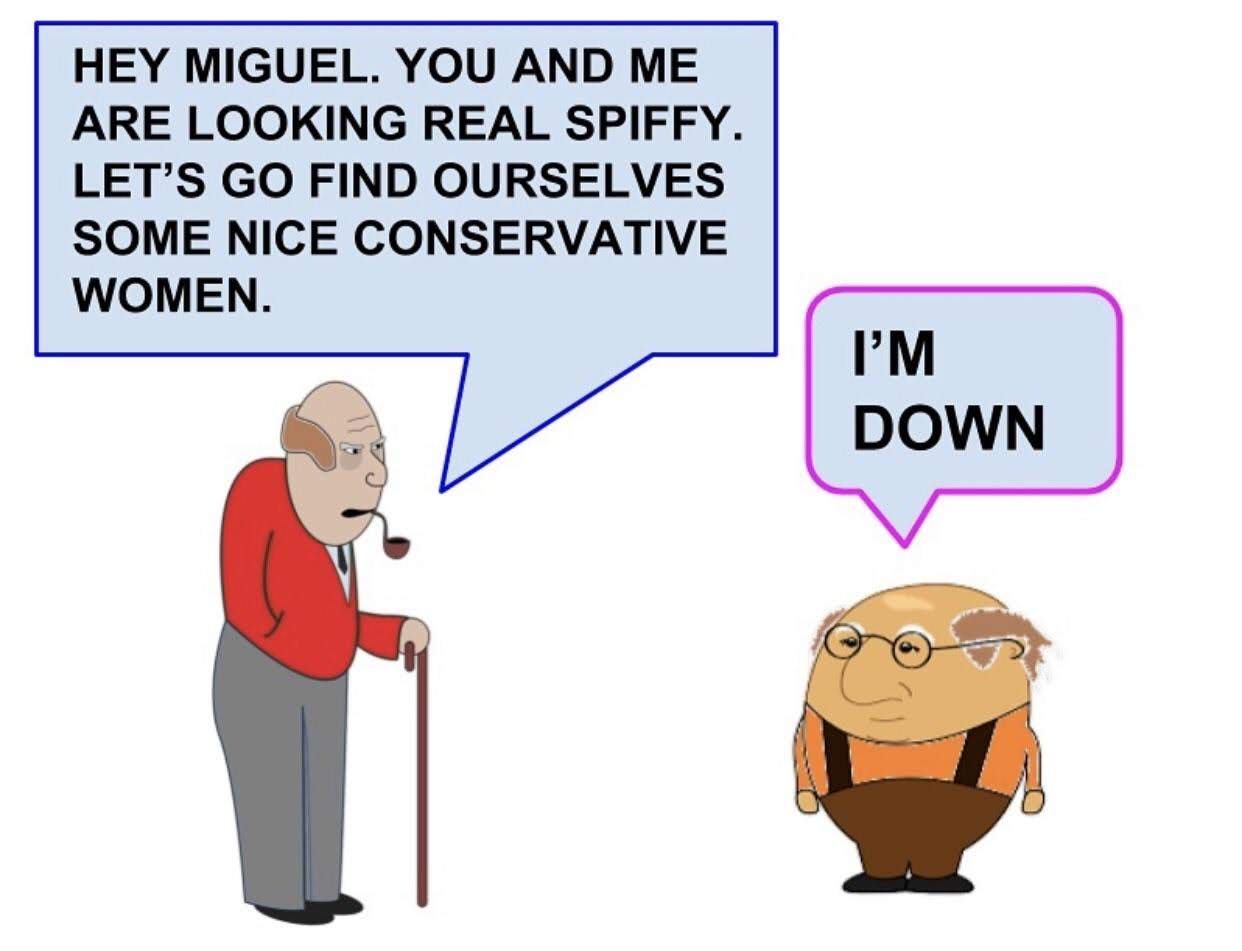 HEY MIGUEL. YOU AND ME
ARE LOOKING REAL SPIFFY.
LET’S GO FIND OURSELVES
SOME NICE CONSERVATIVE
WOMEN.
I’M
DOWN